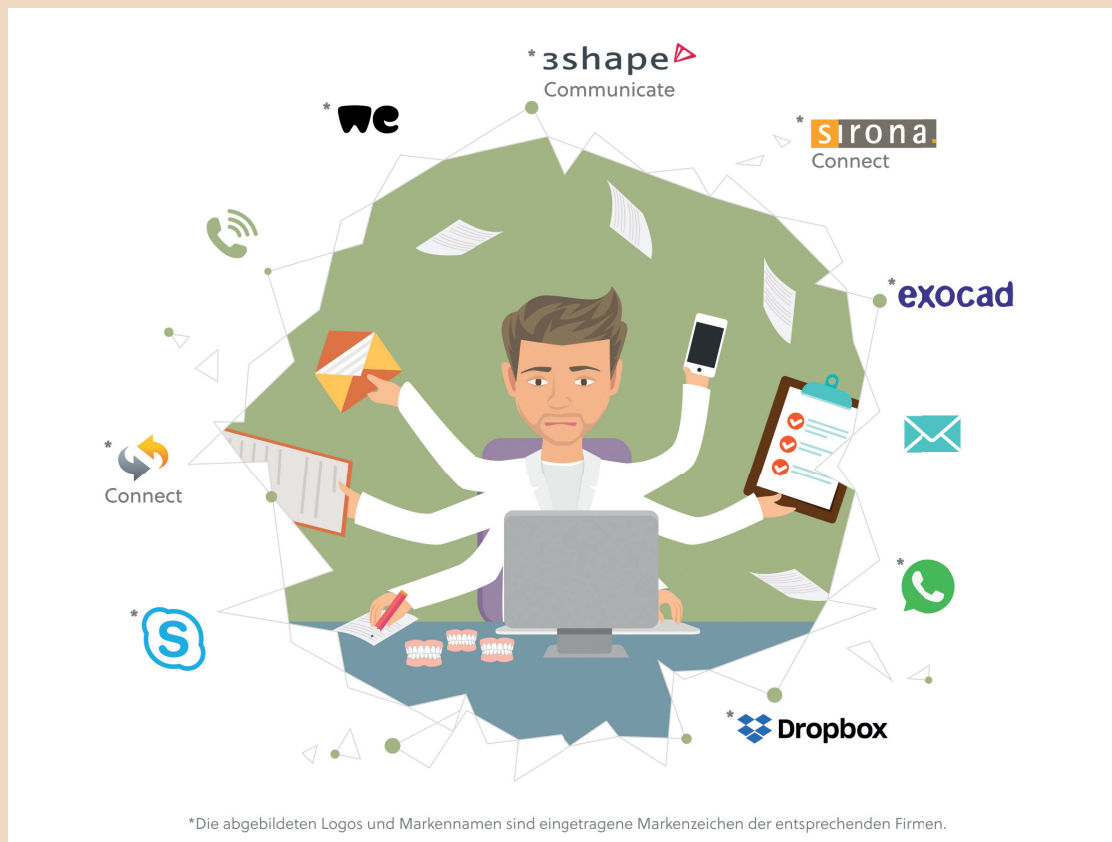 *3shape
Communicate
*we
*sirona.
Connect
*exocad
*
Connect
*
*S
*Dropbox
*Die abgebildeten Logos und Markennamen sind eingetragene Markenzeichen der entsprechenden Firmen.